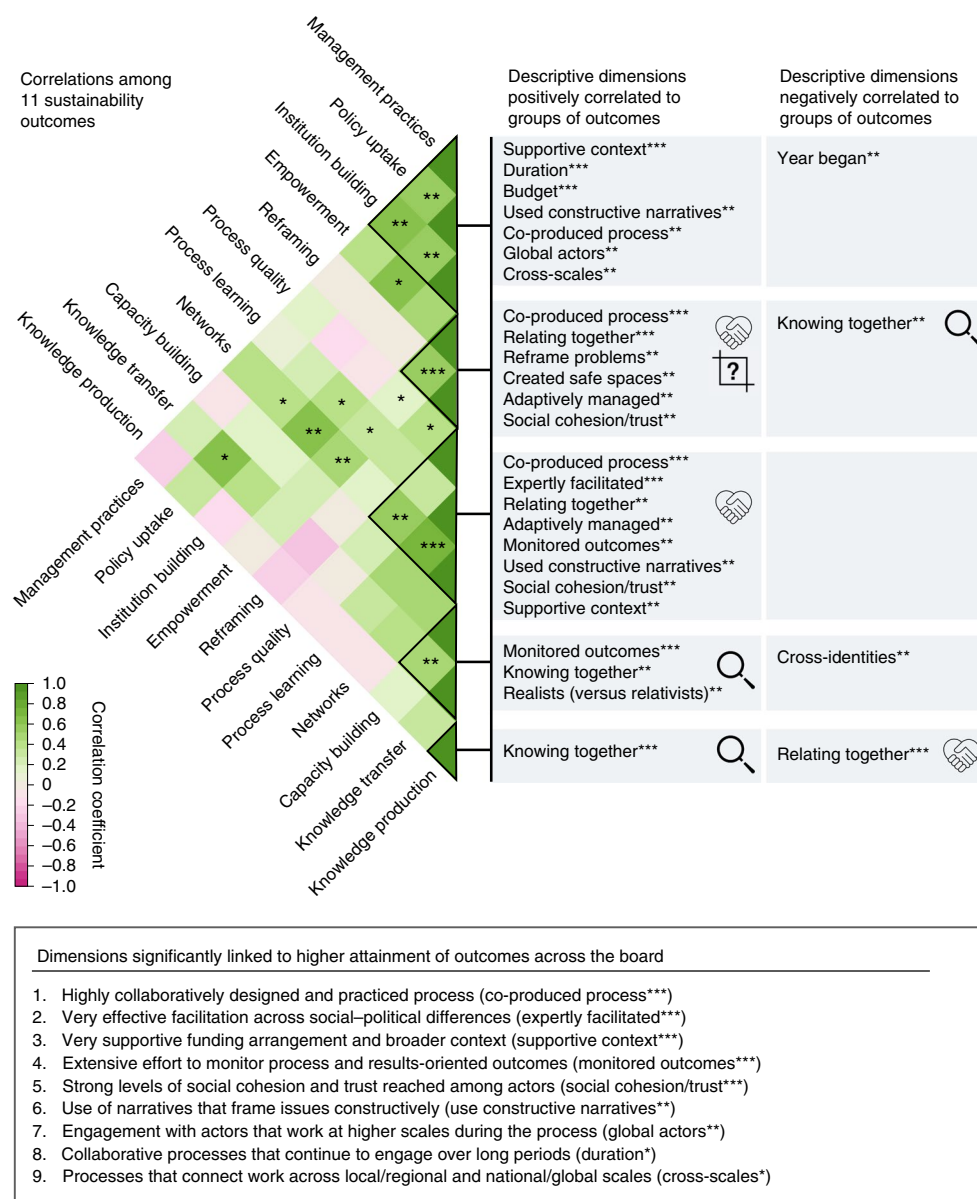 Correlations among
11 sustainability
outcomes
Management practices
Policy uptake
Institution building
Empowerment
Reframing
Process quality
Process learning
Networks
Capacity building
Knowledge transfer
Knowledge production
**
**
**
*
***
*
*
*
*
**
*
**
*
**
***
**
Management practices
Policy uptake
Institution building
Empowerment
Reframing
Process quality
Process learning
Networks
Capacity building
Knowledge transfer
Knowledge production
1.0
0.8
0.6
0.4
0.2
0
–0.2
–0.4
–0.6
–0.8
–1.0
Correlation coefficient
Descriptive dimensions
positively correlated to
groups of outcomes
Descriptive dimensions
negatively correlated to
groups of outcomes
Supportive context***
Duration***
Budget***
Used constructive narratives**
Co-produced process**
Global actors**
Cross-scales**
Year began**
Co-produced process***
Relating together***
Reframe problems**
Created safe spaces**
Adaptively managed**
Social cohesion/trust**
?
Knowing together**
Co-produced process***
Expertly facilitated***
Relating together**
Adaptively managed**
Monitored outcomes**
Used constructive narratives**
Social cohesion/trust**
Supportive context**
Monitored outcomes***
Knowing together**
Realists (versus relativists)**
Cross-identities**
Knowing together***
Relating together***
Dimensions significantly linked to higher attainment of outcomes across the board
1. Highly collaboratively designed and practiced process (co-produced process***)
2. Very effective facilitation across social–political differences (expertly facilitated***)
3. Very supportive funding arrangement and broader context (supportive context***)
4. Extensive effort to monitor process and results-oriented outcomes (monitored outcomes***)
5. Strong levels of social cohesion and trust reached among actors (social cohesion/trust***)
6. Use of narratives that frame issues constructively (use constructive narratives**)
7. Engagement with actors that work at higher scales during the process (global actors**)
8. Collaborative processes that continue to engage over long periods (duration*)
9. Processes that connect work across local/regional and national/global scales (cross-scales*)